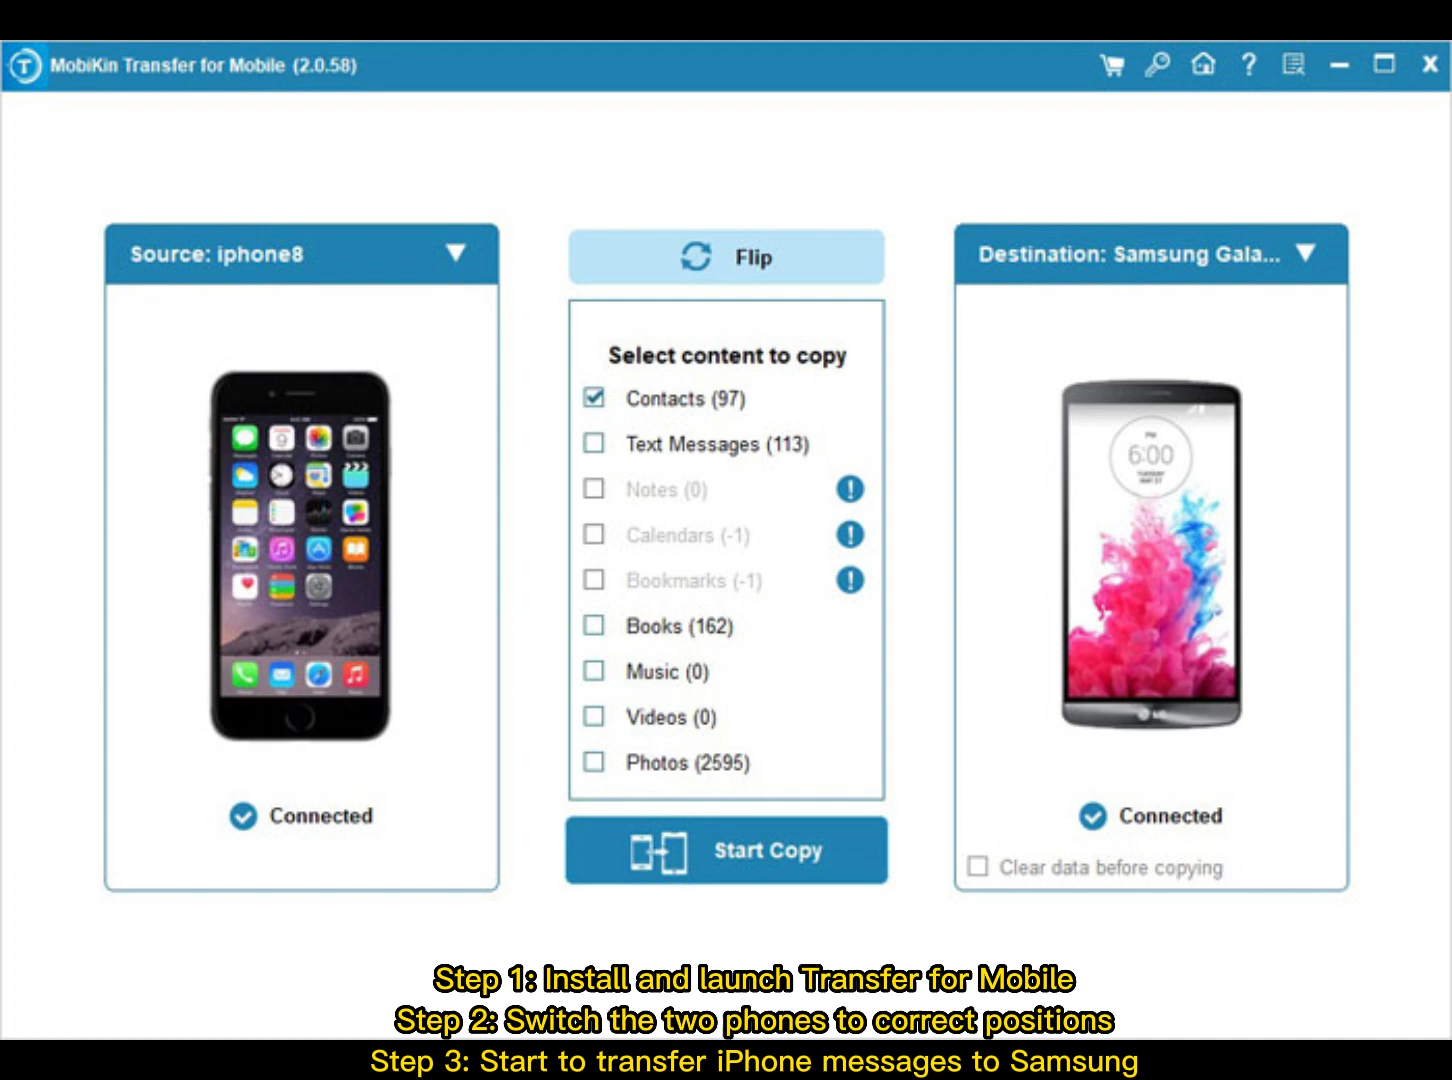 MobiKin Transfer for Mobile (2.0.58)
Source: iphone8
Flip
Destination: Samsung Gala...
Select content to copy
Contacts (97)
Text Messages (113)
Notes (0)
Calendars (-1)
Bookmarks (-1)
Books (162)
Music (0)
Videos (0)
Photos (2595)
6:00
Connected
Connected
Start Copy
Clear data before copying
Step 1: Install and launch Transfer for Mobile
Step 2: Switch the two phones to correct positions
Step 3: Start to transfer iPhone messages to Samsung